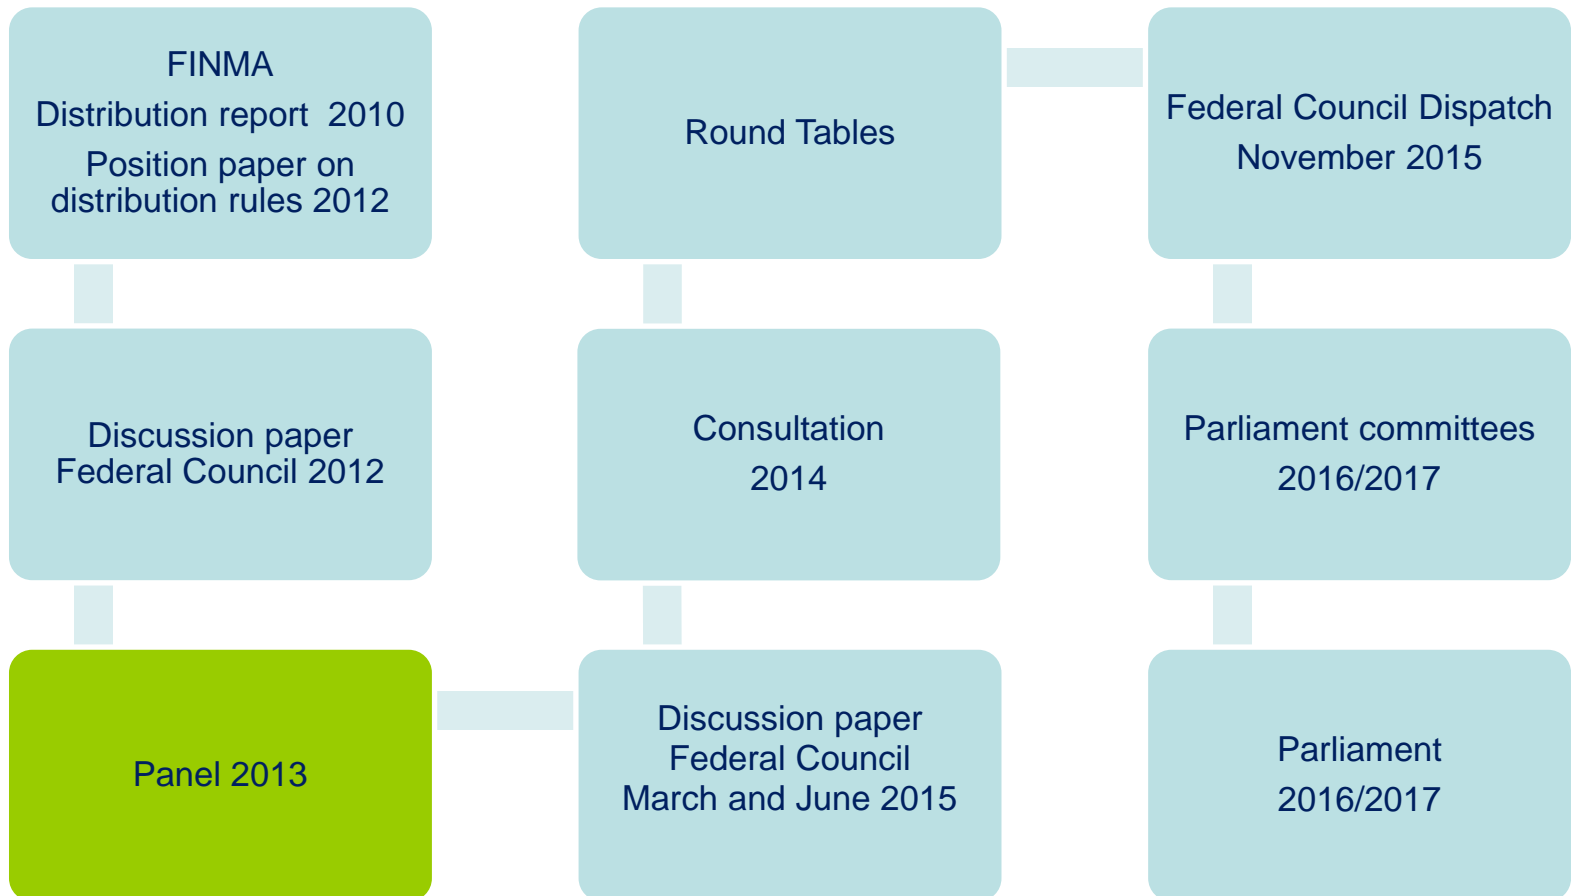 FINMA
Distribution report 2010
Position paper on
distribution rules 2012
Discussion paper
Federal Council 2012
Panel 2013
Discussion paper
Federal Council
March and June 2015
Consultation
2014
Round Tables
Federal Council Dispatch
November 2015
Parliament committees
2016/2017
Parliament
2016/2017